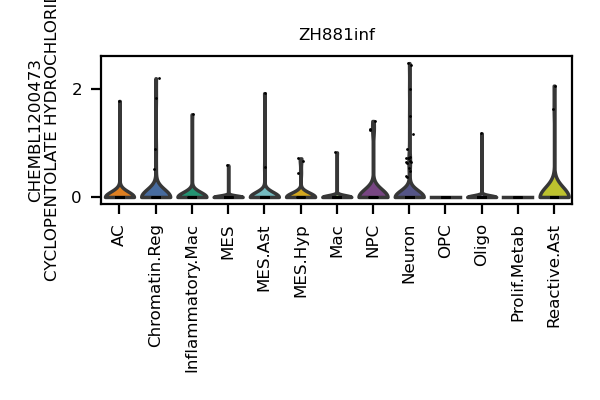 ZH881inf
CHEMBL1200473
CYCLOPENTOLATE HYDROCHLORID
2
0
AC
Chromatin.Reg
Inflammatory.Mac
MES
MES.Ast
MES.Hyp
Mac
NPC
Neuron
OPC
Oligo
Prolif.Metab
Reactive.Ast